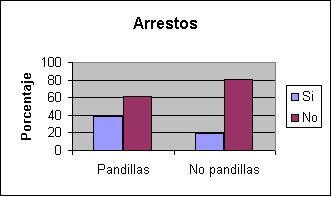 Arrestos
Porcentaje
100
80
60
40
20
0
Pandillas
No pandillas
Si
No